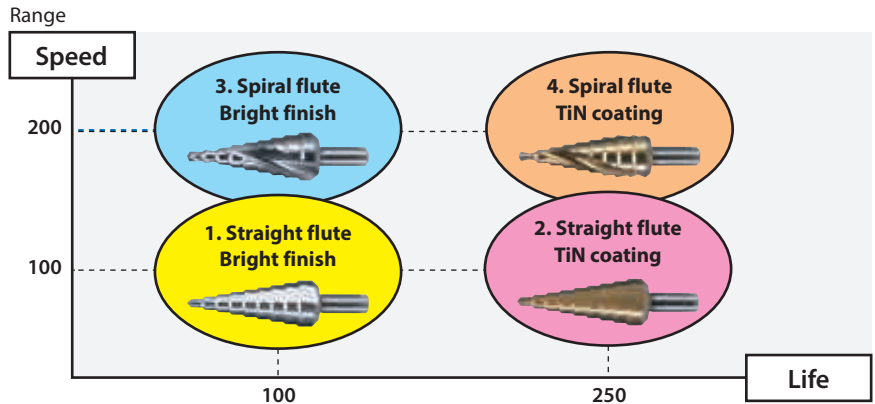 Range
Speed
3. Spiral flute
Bright finish
4. Spiral flute
TiN coating
200
1. Straight flute
Bright finish
2. Straight flute
TiN coating
100
Life
100
250